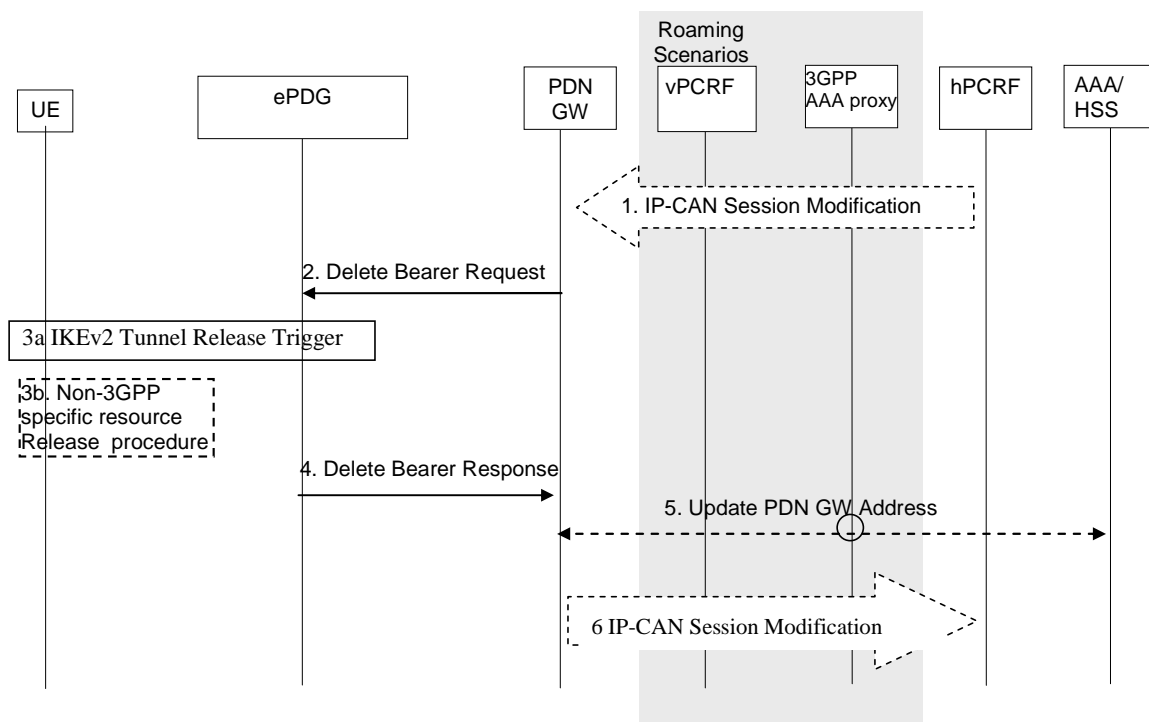 Roaming
Scenarios
UE
ePDG
PDN
GW
vPCRF
3GPP
AAA proxy
hPCRF
AAA/
HSS
1. IP-CAN Session Modification
2. Delete Bearer Request
3a IKEv2 Tunnel Release Trigger
3b. Non-3GPP
specific resource
Release procedure
4. Delete Bearer Response
5. Update PDN GW Address
6 IP-CAN Session Modification